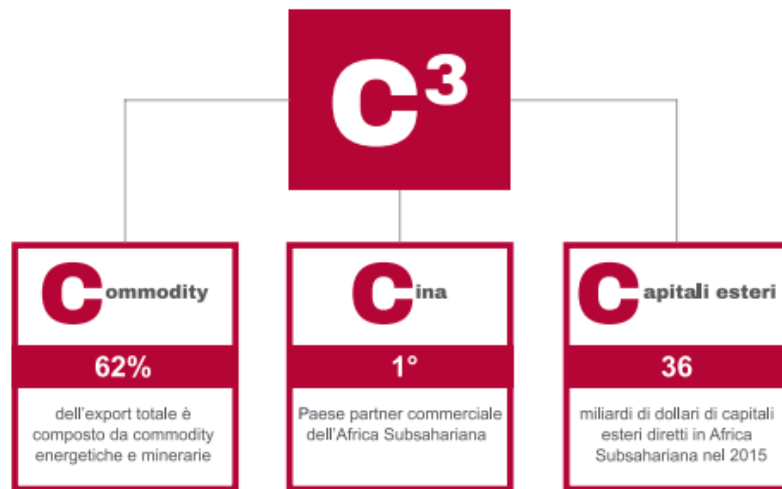 C³
Commodity
62%
dell'export totale è
composto da commodity
energetiche e minerarie
Cina
1°
Paese partner commerciale
dell'Africa Subsahariana
Capitali esteri
36
miliardi di dollari di capitali
esteri diretti in Africa
Subsahariana nel 2015